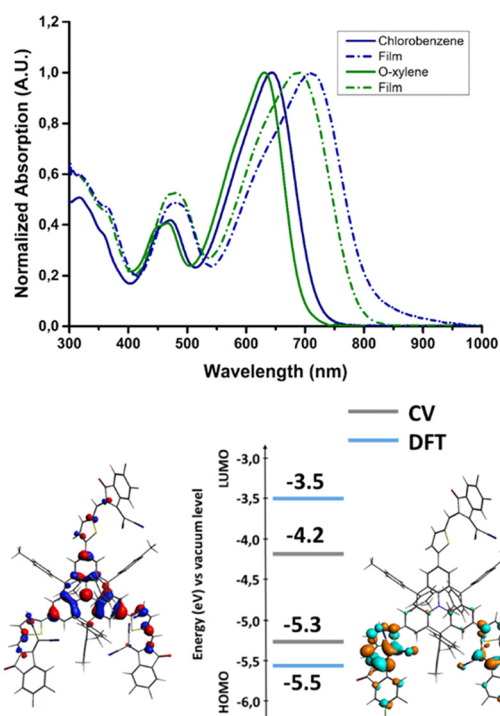 Normalized Absorption (A.U.)
1,2
1,0
0,8
0,6
0,4
0,2
0,0
Chlorobenzene
Film
O-xylene
Film
300 400 500 600 700 800 900 1000
Wavelength (nm)
CV
DFT
Energy (eV) vs vacuum level
LUMO
HOMO
-3,0
-3,5
-4,0
-4,5
-5,0
-5,5
-6,0
-3.5
-4.2
-5.3
-5.5